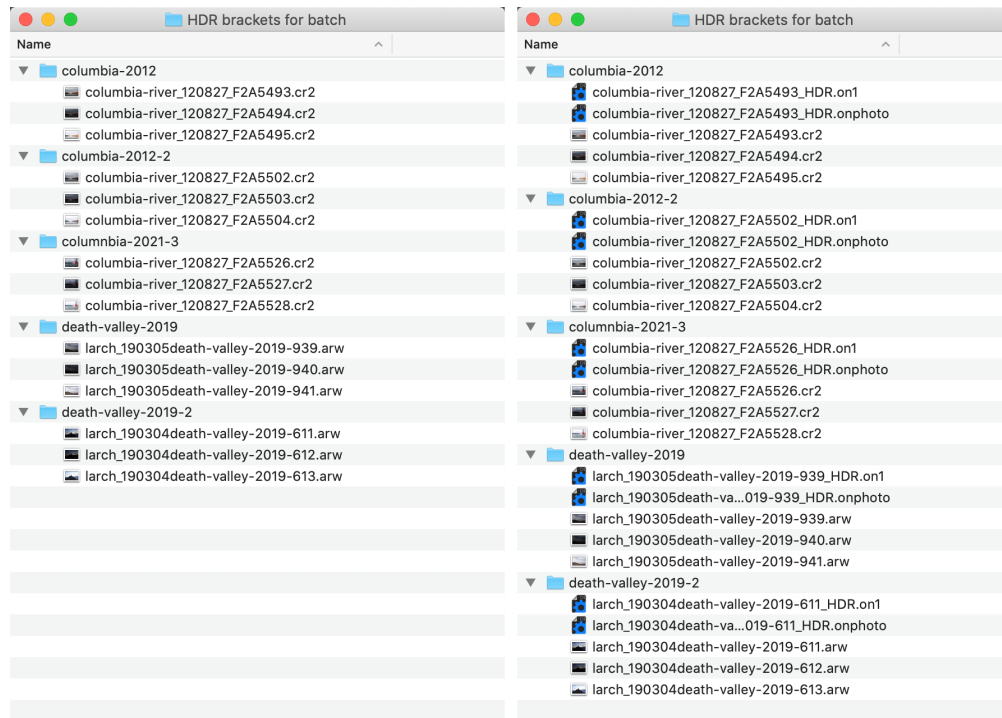 HDR brackets for batch
Name
columbia-2012
columbia-river_120827_F2A5493.cr2
columbia-river_120827_F2A5494.cr2
columbia-river_120827_F2A5495.cr2
columbia-2012-2
columbia-river_120827_F2A5502.cr2
columbia-river_120827_F2A5503.cr2
columbia-river_120827_F2A5504.cr2
columnbia-2021-3
columbia-river_120827_F2A5526.cr2
columbia-river_120827_F2A5527.cr2
columbia-river_120827_F2A5528.cr2
death-valley-2019
larch_190305death-valley-2019-939.arw
larch_190305death-valley-2019-940.arw
larch_190305death-valley-2019-941.arw
death-valley-2019-2
larch_190304death-valley-2019-611.arw
larch_190304death-valley-2019-612.arw
larch_190304death-valley-2019-613.arw
HDR brackets for batch
Name
columbia-2012
columbia-river_120827_F2A5493_HDR.on1
columbia-river_120827_F2A5493_HDR.onphoto
columbia-river_120827_F2A5493.cr2
columbia-river_120827_F2A5494.cr2
columbia-river_120827_F2A5495.cr2
columbia-2012-2
columbia-river_120827_F2A5502_HDR.on1
columbia-river_120827_F2A5502_HDR.onphoto
columbia-river_120827_F2A5502.cr2
columbia-river_120827_F2A5503.cr2
columbia-river_120827_F2A5504.cr2
columnbia-2021-3
columbia-river_120827_F2A5526_HDR.on1
columbia-river_120827_F2A5526_HDR.onphoto
columbia-river_120827_F2A5526.cr2
columbia-river_120827_F2A5527.cr2
columbia-river_120827_F2A5528.cr2
death-valley-2019
larch_190305death-valley-2019-939_HDR.on1
larch_190305death-va...019-939_HDR.onphoto
larch_190305death-valley-2019-939.arw
larch_190305death-valley-2019-940.arw
larch_190305death-valley-2019-941.arw
death-valley-2019-2
larch_190304death-valley-2019-611_HDR.on1
larch_190304death-va...019-611_HDR.onphoto
larch_190304death-valley-2019-611.arw
larch_190304death-valley-2019-612.arw
larch_190304death-valley-2019-613.arw